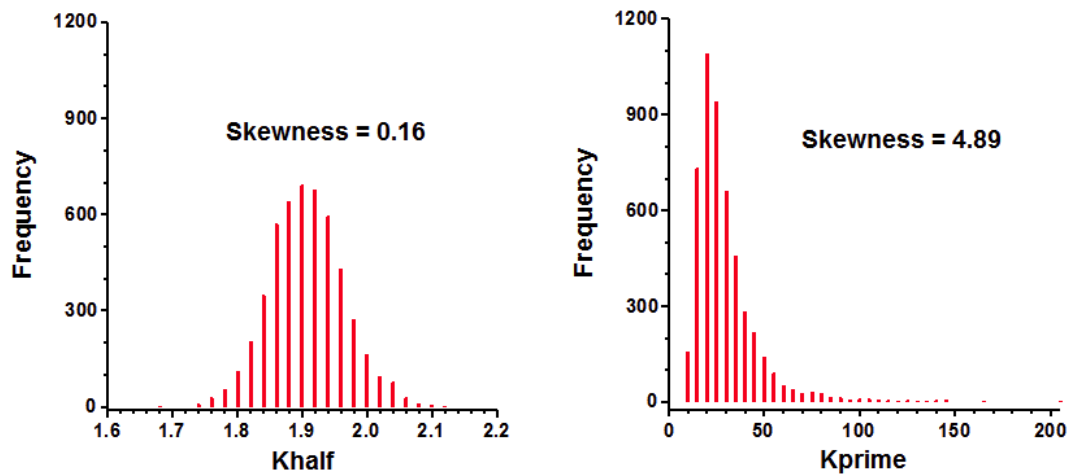 1200
900
600
300
0
Frequency
Skewness = 0.16
1.6 1.7 1.8 1.9 2.0 2.1 2.2
Khalf
1200
900
600
300
0
Frequency
Skewness = 4.89
0 50 100 150 200
Kprime